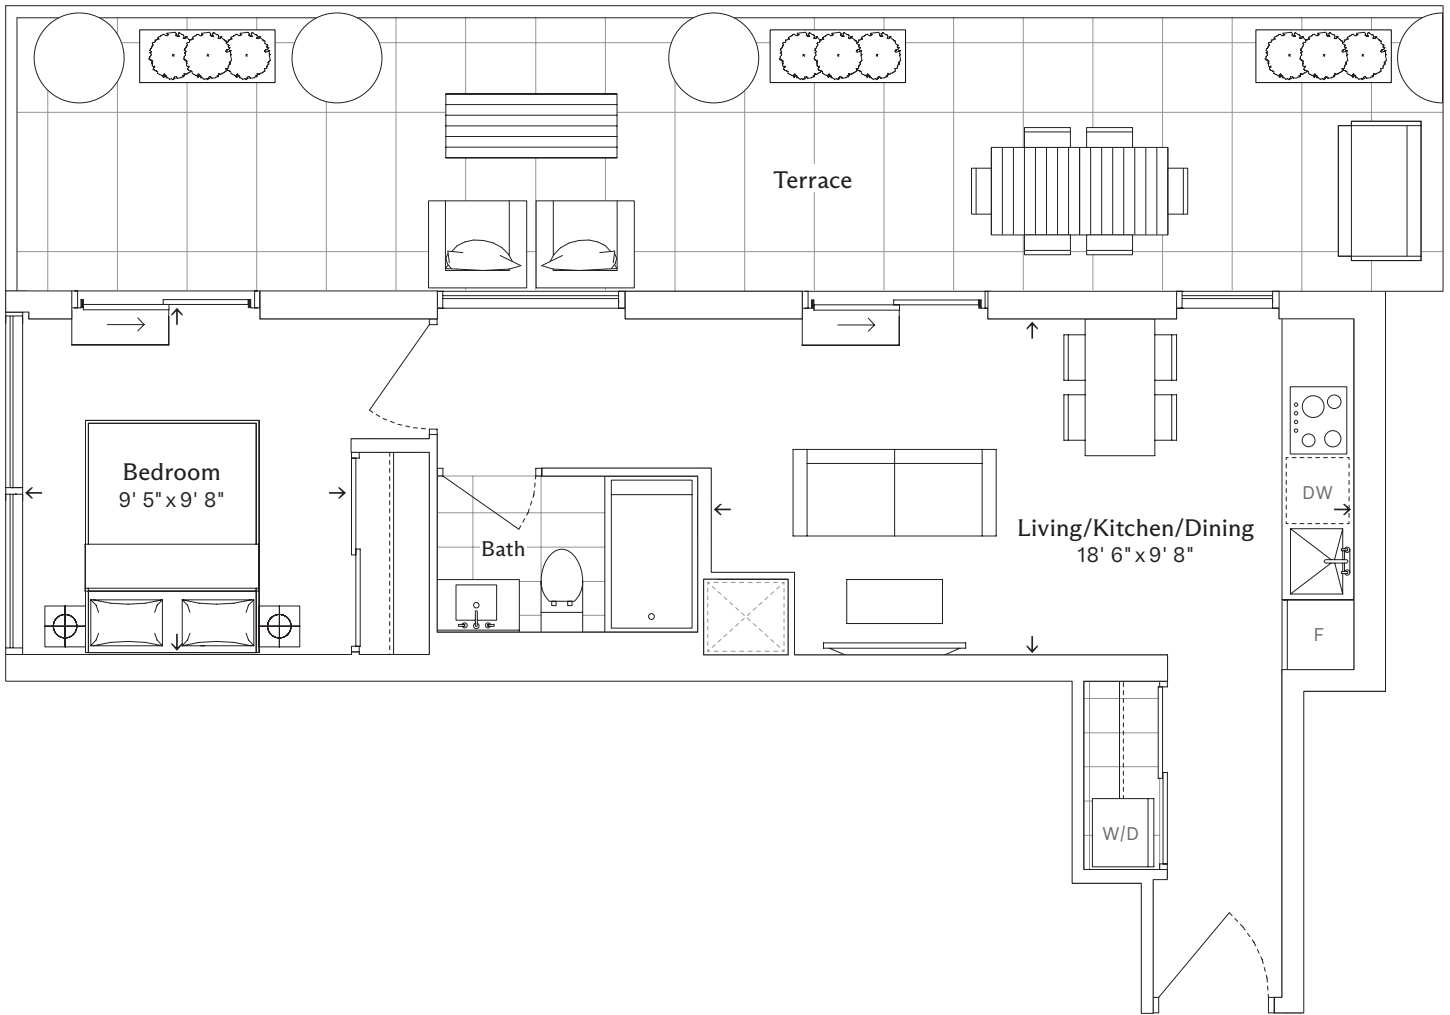 Terrace
Bedroom
9' 5" x 9' 8"
Bath
DW
Living/Kitchen/Dining
18' 6" x 9' 8"
F
W/D